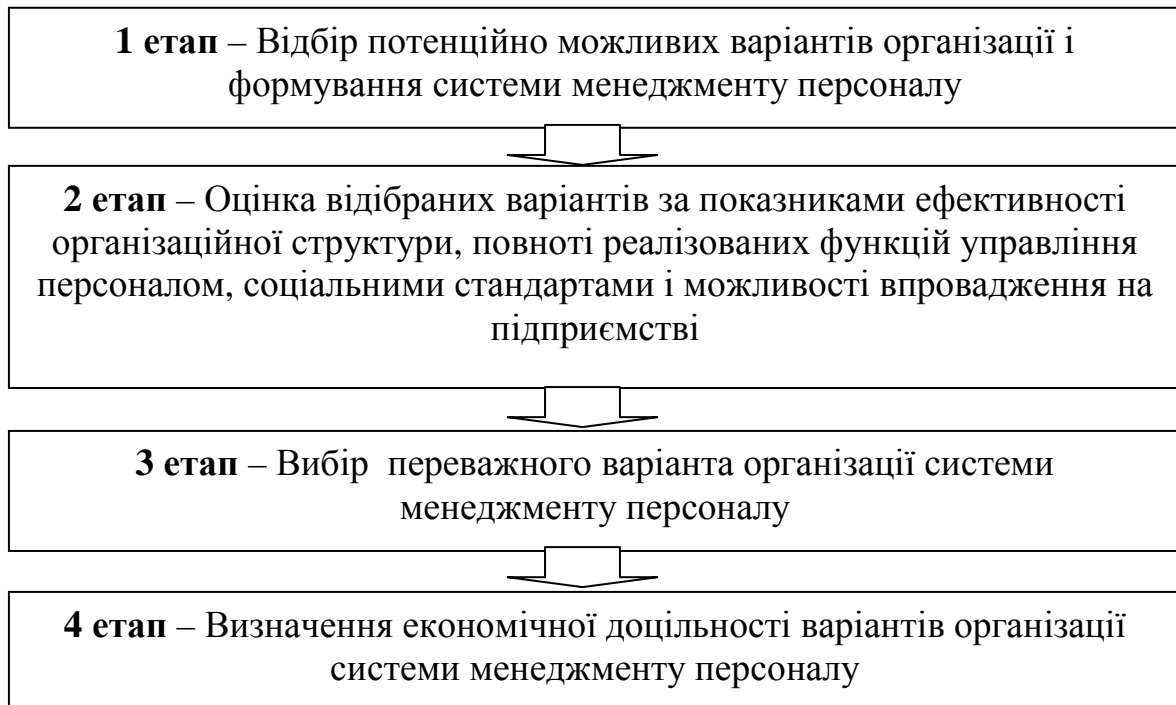 1 етап – Відбір потенційно можливих варіантів організації і
формування системи менеджменту персоналу
2 етап – Оцінка відібраних варіантів за показниками ефективності
організаційної структури, повноті реалізованих функцій управління
персоналом, соціальними стандартами і можливості впровадження на
підприємстві
3 етап – Вибір переважного варіанта організації системи
менеджменту персоналу
4 етап – Визначення економічної доцільності варіантів організації
системи менеджменту персоналу